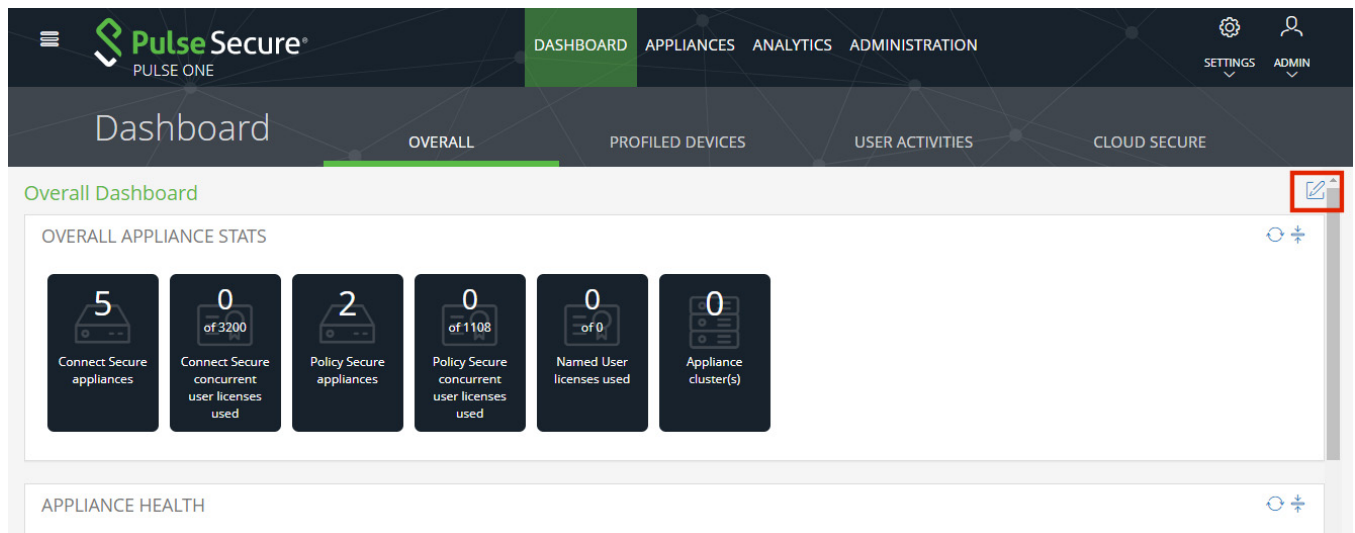 Pulse Secure®
PULSE ONE
DASHBOARD APPLIANCES ANALYTICS ADMINISTRATION
SETTINGS ADMIN
Dashboard
OVERALL PROFILED DEVICES USER ACTIVITIES CLOUD SECURE
Overall Dashboard
OVERALL APPLIANCE STATS
5
Connect Secure
appliances
0
of 3200
Connect Secure
concurrent
user licenses
used
2
Policy Secure
appliances
0
of 1108
Policy Secure
concurrent
user licenses
used
0
of 0
Named User
licenses used
0
Appliance
cluster(s)
APPLIANCE HEALTH